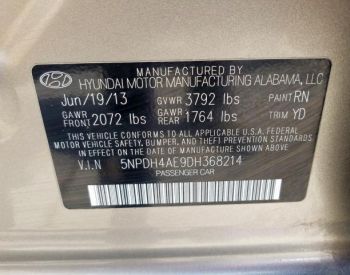 MANUFACTURED BY
HYUNDAI MOTOR MANUFACTURING ALABAMA, LLC
Jun/19/13 GVWR 3792 lbs PAINT RN
GAWR FRONT 2072 lbs GAWR REAR 1764 lbs TRIM YD
THIS VEHICLE CONFORMS TO ALL APPLICABLE
U.S.A. FEDERAL MOTOR VEHICLE
SAFETY, BUMPER, AND THEFT PREVENTION STANDARDS
IN EFFECT ON THE DATE OF MANUFACTURE SHOWN ABOVE.
V.I.N 5NPDH4AE9DH368214
PASSENGER CAR